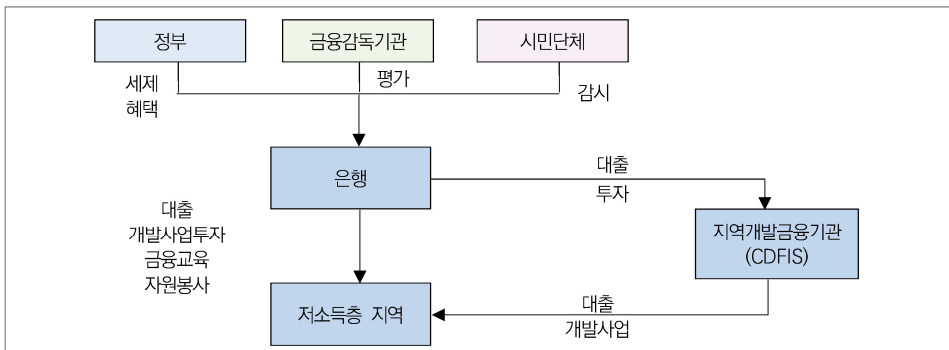 정부
금융감독기관
시민단체
세제
혜택
평가
감시
은행
대출
투자
대출
개발사업투자
금융교육
자원봉사
지역개발금융기관
(CDFIS)
저소득층 지역
대출
개발사업